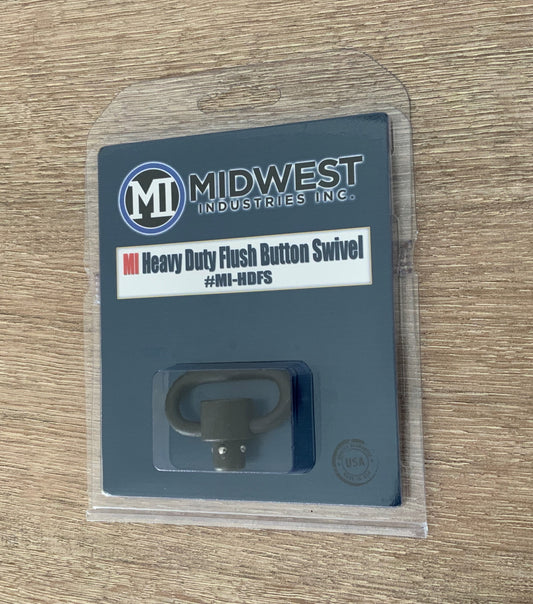 MI MIDWEST
INDUSTRIES INC.
MI Heavy Duty Flush Button Swivel
#MI-HDFS
USA